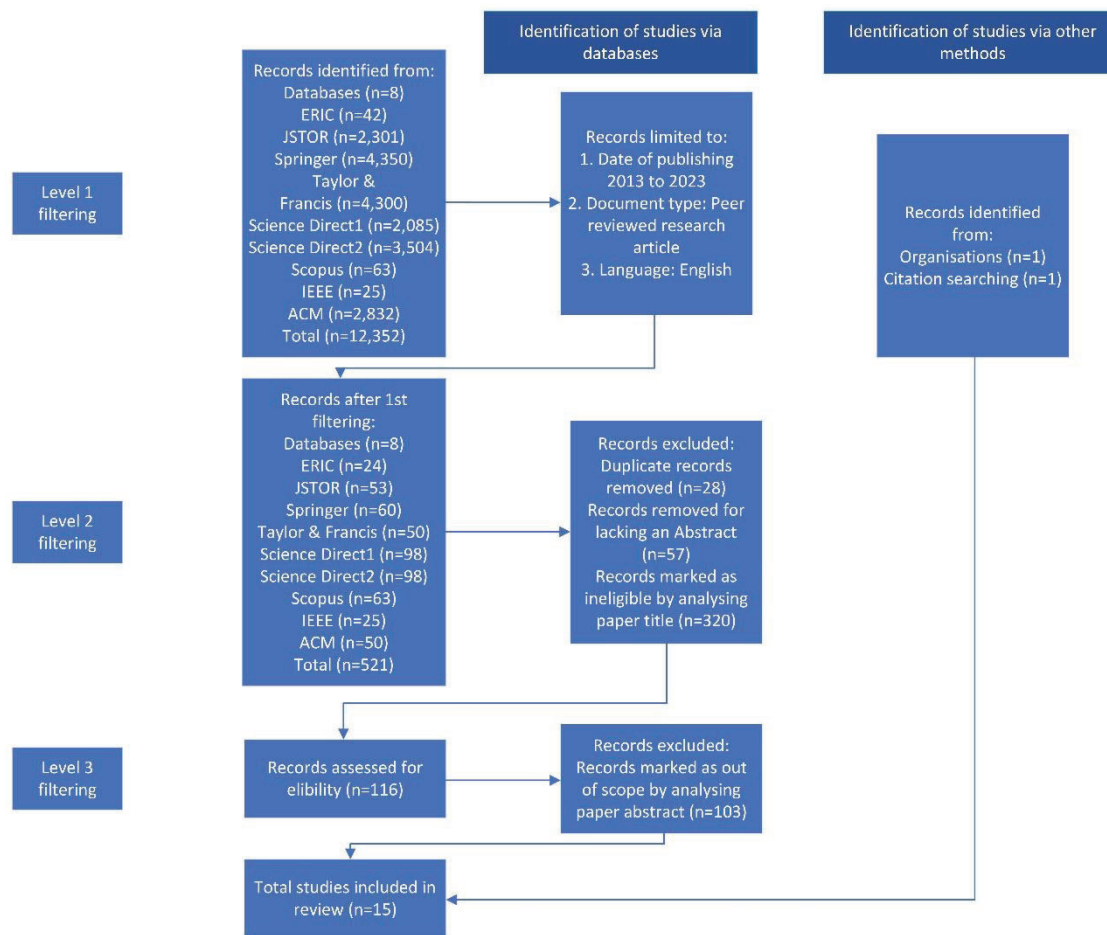 Identification of studies via
databases
Identification of studies via other
methods
Level 1
filtering
Records identified from:
Databases (n=8)
ERIC (n=42)
JSTOR (n=2,301)
Springer (n=4,350)
Taylor &
Francis (n=4,300)
Science Direct1 (n=2,085)
Science Direct2 (n=3,504)
Scopus (n=63)
IEEE (n=25)
ACM (n=2,832)
Total (n=12,352)
Records limited to:
1. Date of publishing
2013 to 2023
2. Document type: Peer
reviewed research
article
3. Language: English
Records identified
from:
Organisations (n=1)
Citation searching (n=1)
Level 2
filtering
Records after 1st
filtering:
Databases (n=8)
ERIC (n=24)
JSTOR (n=53)
Springer (n=60)
Taylor & Francis (n=50)
Science Direct1 (n=98)
Science Direct2 (n=98)
Scopus (n=63)
IEEE (n=25)
ACM (n=50)
Total (n=521)
Records excluded:
Duplicate records
removed (n=28)
Records removed for
lacking an Abstract
(n=57)
Records marked as
ineligible by analysing
paper title (n=320)
Level 3
filtering
Records assessed for
elibility (n=116)
Records excluded:
Records marked as out
of scope by analysing
paper abstract (n=103)
Total studies included in
review (n=15)